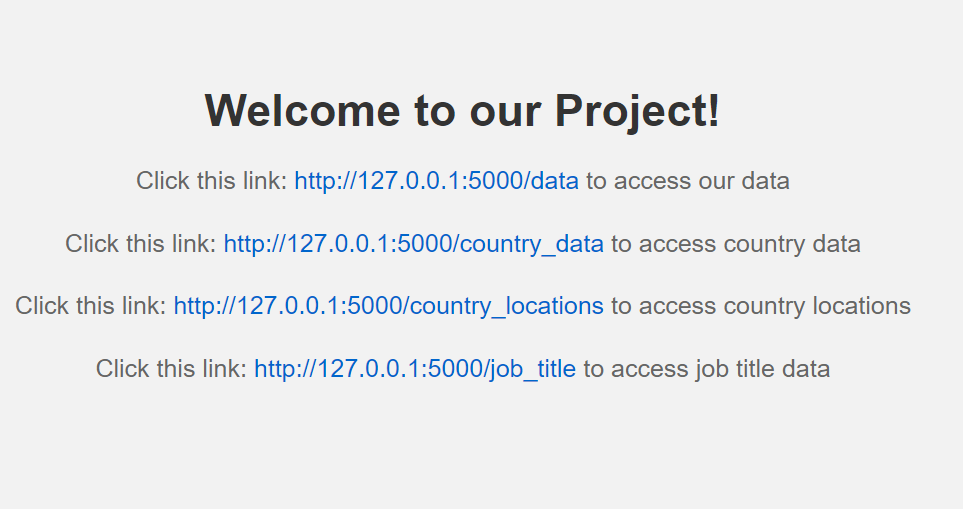 Welcome to our Project!
Click this link: http://127.0.0.1:5000/data to access our data
Click this link: http://127.0.0.1:5000/country_data to access country data
Click this link: http://127.0.0.1:5000/country_locations to access country locations
Click this link: http://127.0.0.1:5000/job_title to access job title data